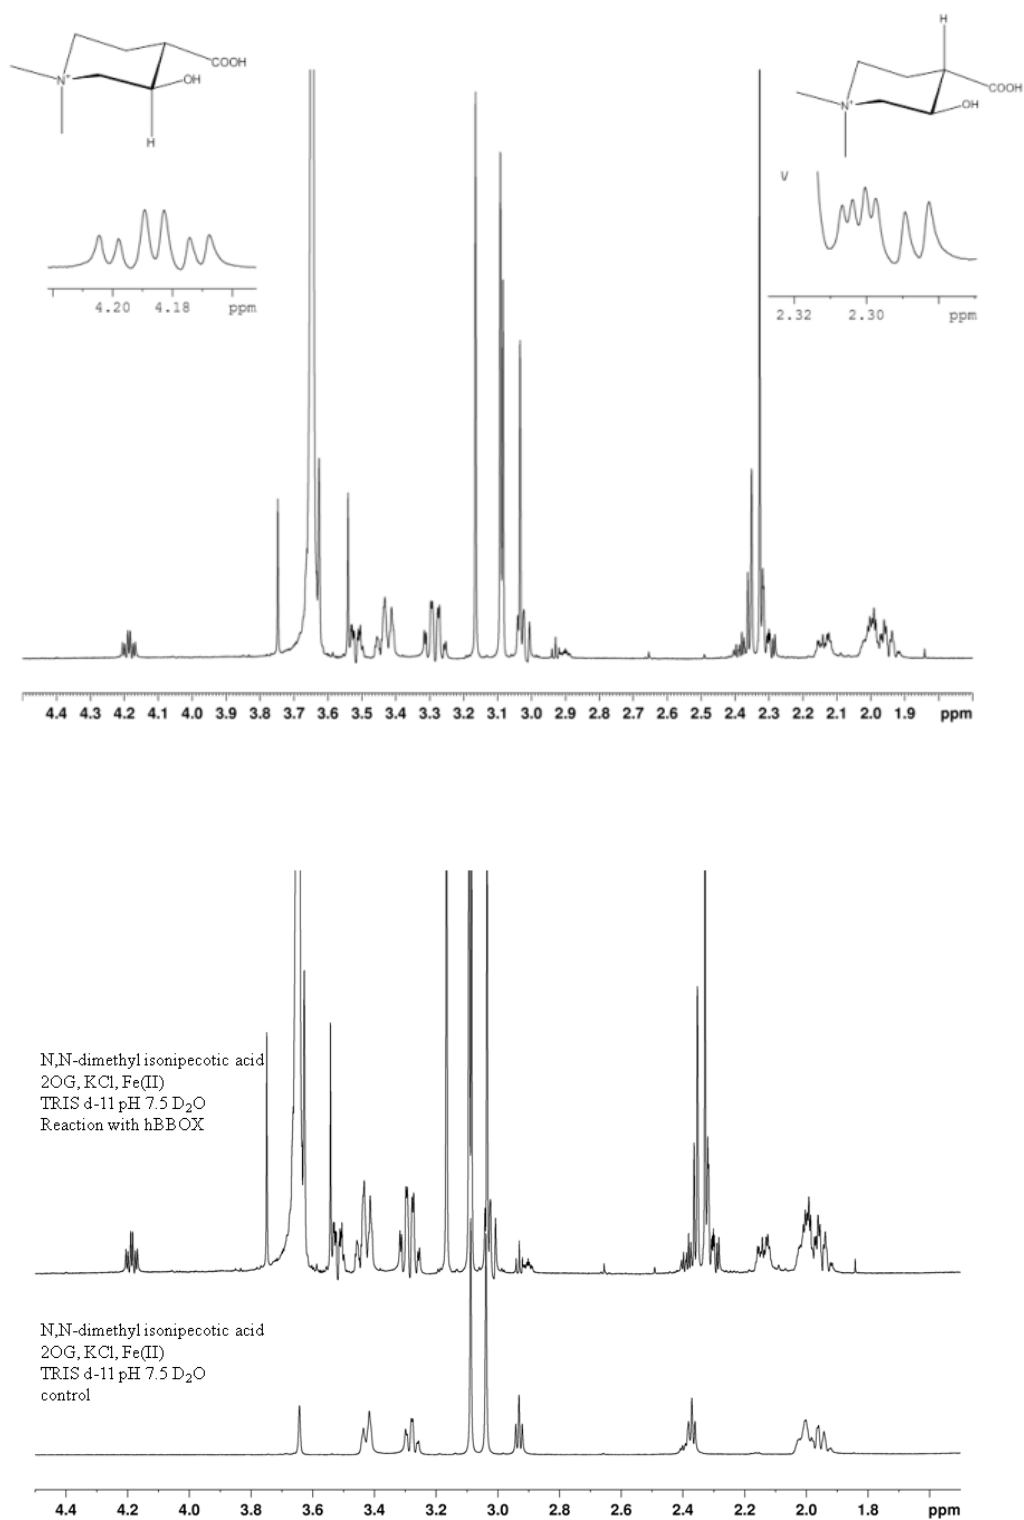 H
COOH
OH
N+
H
COOH
OH
N+
4.20 4.18 ppm
2.32 2.30 ppm
4.4 4.3 4.2 4.1 4.0 3.9 3.8 3.7 3.6 3.5 3.4 3.3 3.2 3.1 3.0 2.9 2.8 2.7 2.6 2.5 2.4 2.3 2.2 2.1 2.0 1.9 ppm
N,N-dimethyl isonipecotic acid
2OG, KCl, Fe(II)
TRIS d-11 pH 7.5 D₂O
Reaction with hBBOX
N,N-dimethyl isonipecotic acid
2OG, KCl, Fe(II)
TRIS d-11 pH 7.5 D₂O
control
4.4 4.2 4.0 3.8 3.6 3.4 3.2 3.0 2.8 2.6 2.4 2.2 2.0 1.8 ppm